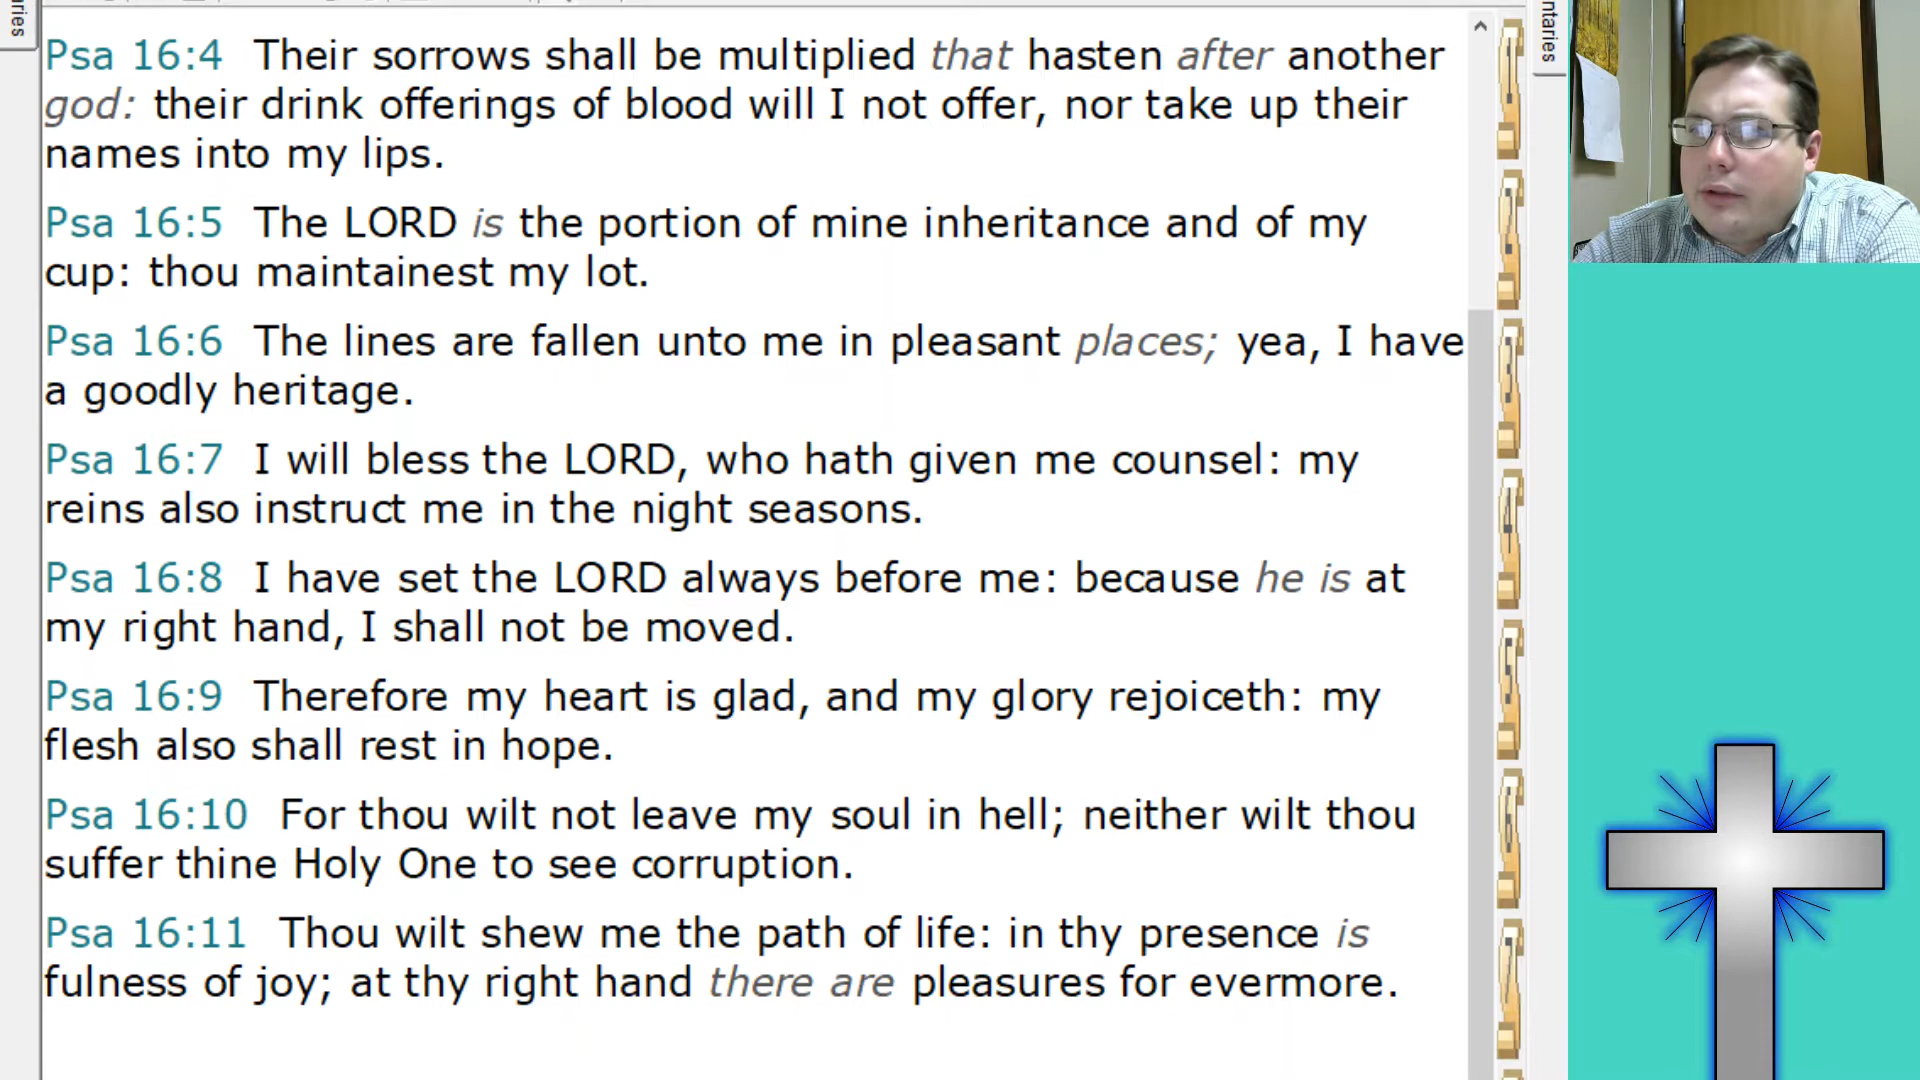 aries
ntaries
Psa 16:4 Their sorrows shall be multiplied that hasten after another
god: their drink offerings of blood will I not offer, nor take up their
names into my lips.
Psa 16:5 The LORD is the portion of mine inheritance and of my
cup: thou maintainest my lot.
Psa 16:6 The lines are fallen unto me in pleasant places; yea, I have
a goodly heritage.
Psa 16:7 I will bless the LORD, who hath given me counsel: my
reins also instruct me in the night seasons.
Psa 16:8 I have set the LORD always before me: because he is at
my right hand, I shall not be moved.
Psa 16:9 Therefore my heart is glad, and my glory rejoiceth: my
flesh also shall rest in hope.
Psa 16:10 For thou wilt not leave my soul in hell; neither wilt thou
suffer thine Holy One to see corruption.
Psa 16:11 Thou wilt shew me the path of life: in thy presence is
fulness of joy; at thy right hand there are pleasures for evermore.